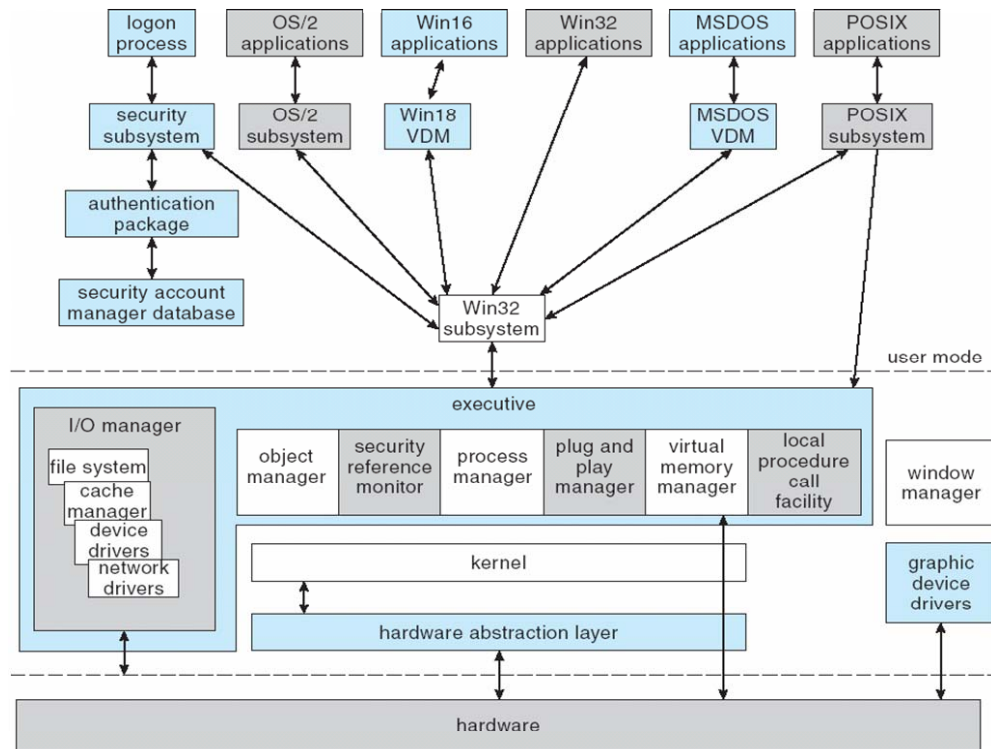 logon
process
OS/2
applications
Win16
applications
Win32
applications
MSDOS
applications
POSIX
applications
security
subsystem
OS/2
subsystem
Win18
VDM
MSDOS
VDM
POSIX
subsystem
authentication
package
security account
manager database
Win32
subsystem
user mode
executive
I/O manager
file system
cache
manager
device
drivers
network
drivers
object
manager
security
reference
monitor
process
manager
plug and
play
manager
virtual
memory
manager
local
procedure
call
facility
window
manager
kernel
graphic
device
drivers
hardware abstraction layer
hardware